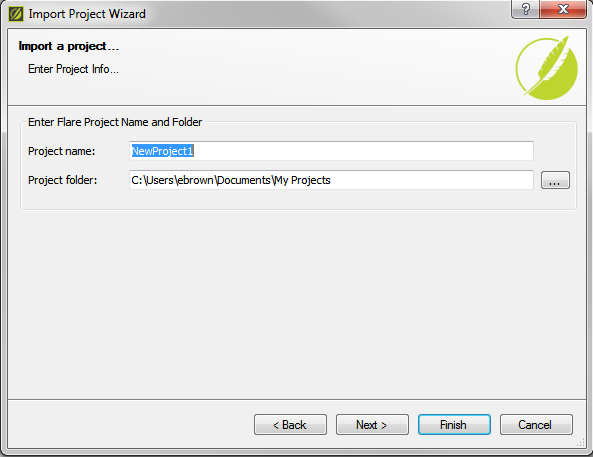 Import Project Wizard
?
Import a project...
Enter Project Info...
Enter Flare Project Name and Folder
Project name: NewProject1
Project folder: C:\Users\ebrown\Documents\My Projects ...
< Back Next > Finish Cancel